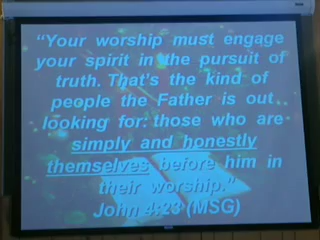 “Your worship must engage
your spirit in the pursuit of
truth. That's the kind of
people the Father is out
looking for: those who are
simply and honestly
themselves before him in
their worship.”
John 4:23 (MSG)